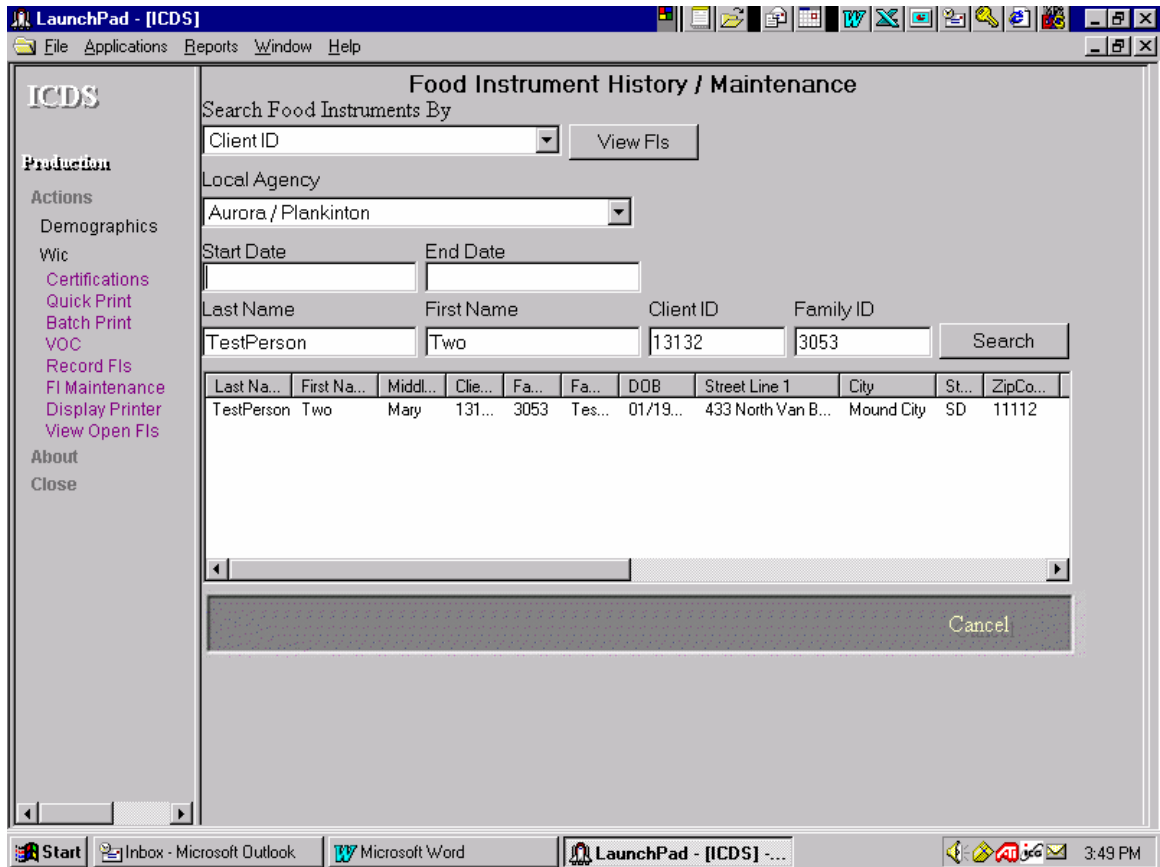 LaunchPad - [ICDS]
File Applications Reports Window Help
ICDS
Production
Actions
Demographics
Wic
Certifications
Quick Print
Batch Print
VOC
Record FIs
FI Maintenance
Display Printer
View Open FIs
About
Close
Food Instrument History / Maintenance
Search Food Instruments By
Client ID View FIs
Local Agency
Aurora / Plankinton
Start Date End Date
Last Name First Name Client ID Family ID
TestPerson Two 13132 3053 Search
Last Na... First Na... Middl... Clie... Fa... Fa... DOB Street Line 1 City St... ZipCo...
TestPerson Two Mary 131... 3053 Tes... 01/19... 433 North Van B... Mound City SD 11112
Cancel
Start Inbox - Microsoft Outlook Microsoft Word LaunchPad - [ICDS] -... 3:49 PM